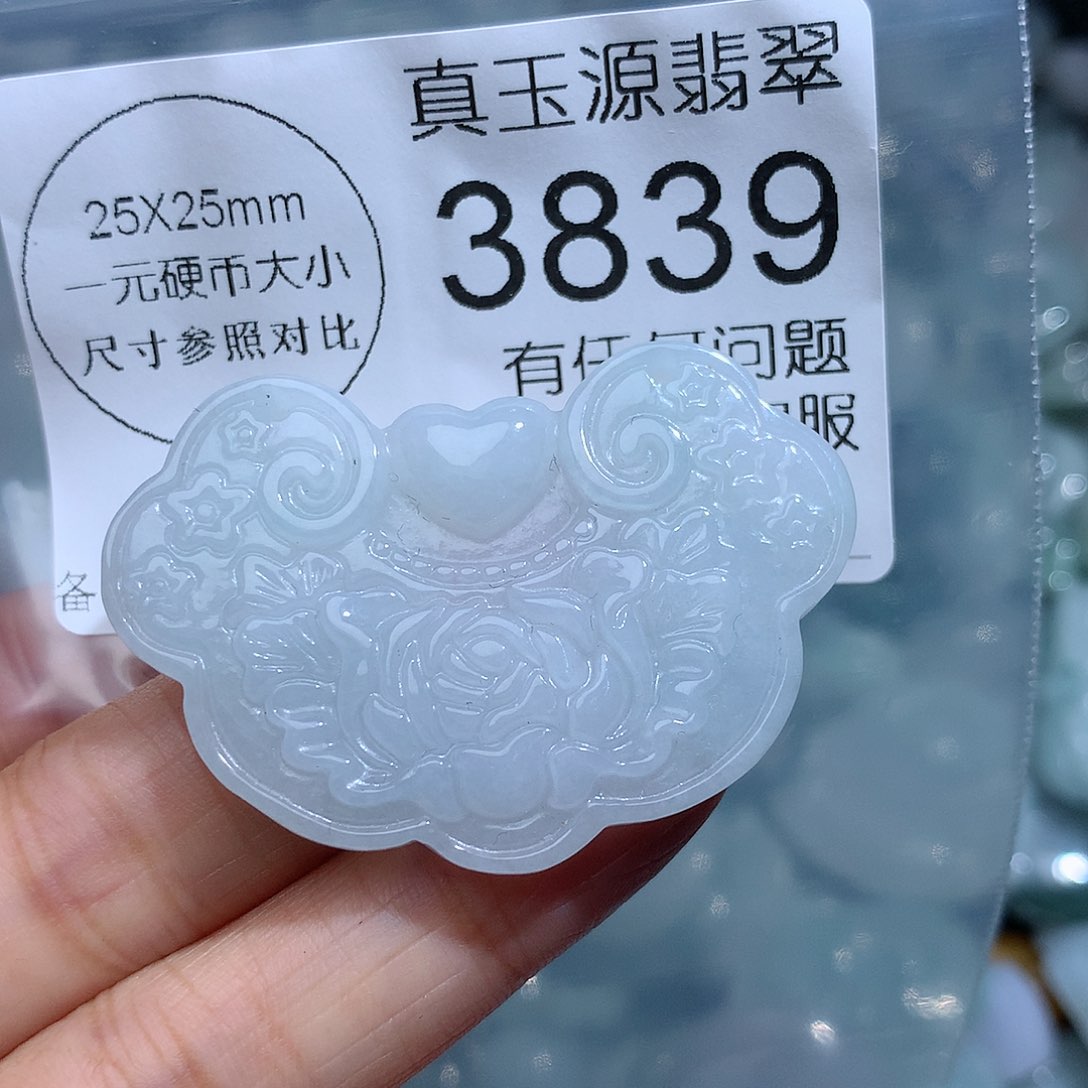 真玉源翡翠
25X25mm
3839
一元硬币大小
尺寸参照对比
有任何问题
服
备